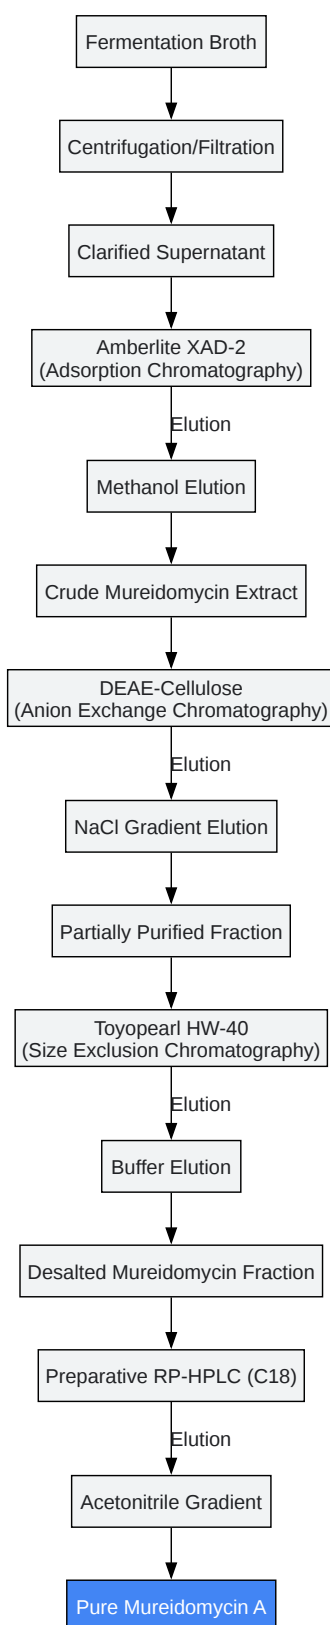 Fermentation Broth
Centrifugation/Filtration
Clarified Supernatant
Amberlite XAD-2
(Adsorption Chromatography)
Elution
Methanol Elution
Crude Mureidomycin Extract
DEAE-Cellulose
(Anion Exchange Chromatography)
Elution
NaCl Gradient Elution
Partially Purified Fraction
Toyopearl HW-40
(Size Exclusion Chromatography)
Elution
Buffer Elution
Desalted Mureidomycin Fraction
Preparative RP-HPLC (C18)
Elution
Acetonitrile Gradient
Pure Mureidomycin A